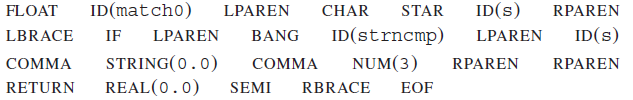 FLOAT ID(match0) LPAREN CHAR STAR ID(s) RPAREN
LBRACE IF LPAREN BANG ID(strncmp) LPAREN ID(s)
COMMA STRING(0.0) COMMA NUM(3) RPAREN RPAREN
RETURN REAL(0.0) SEMI RBRACE EOF